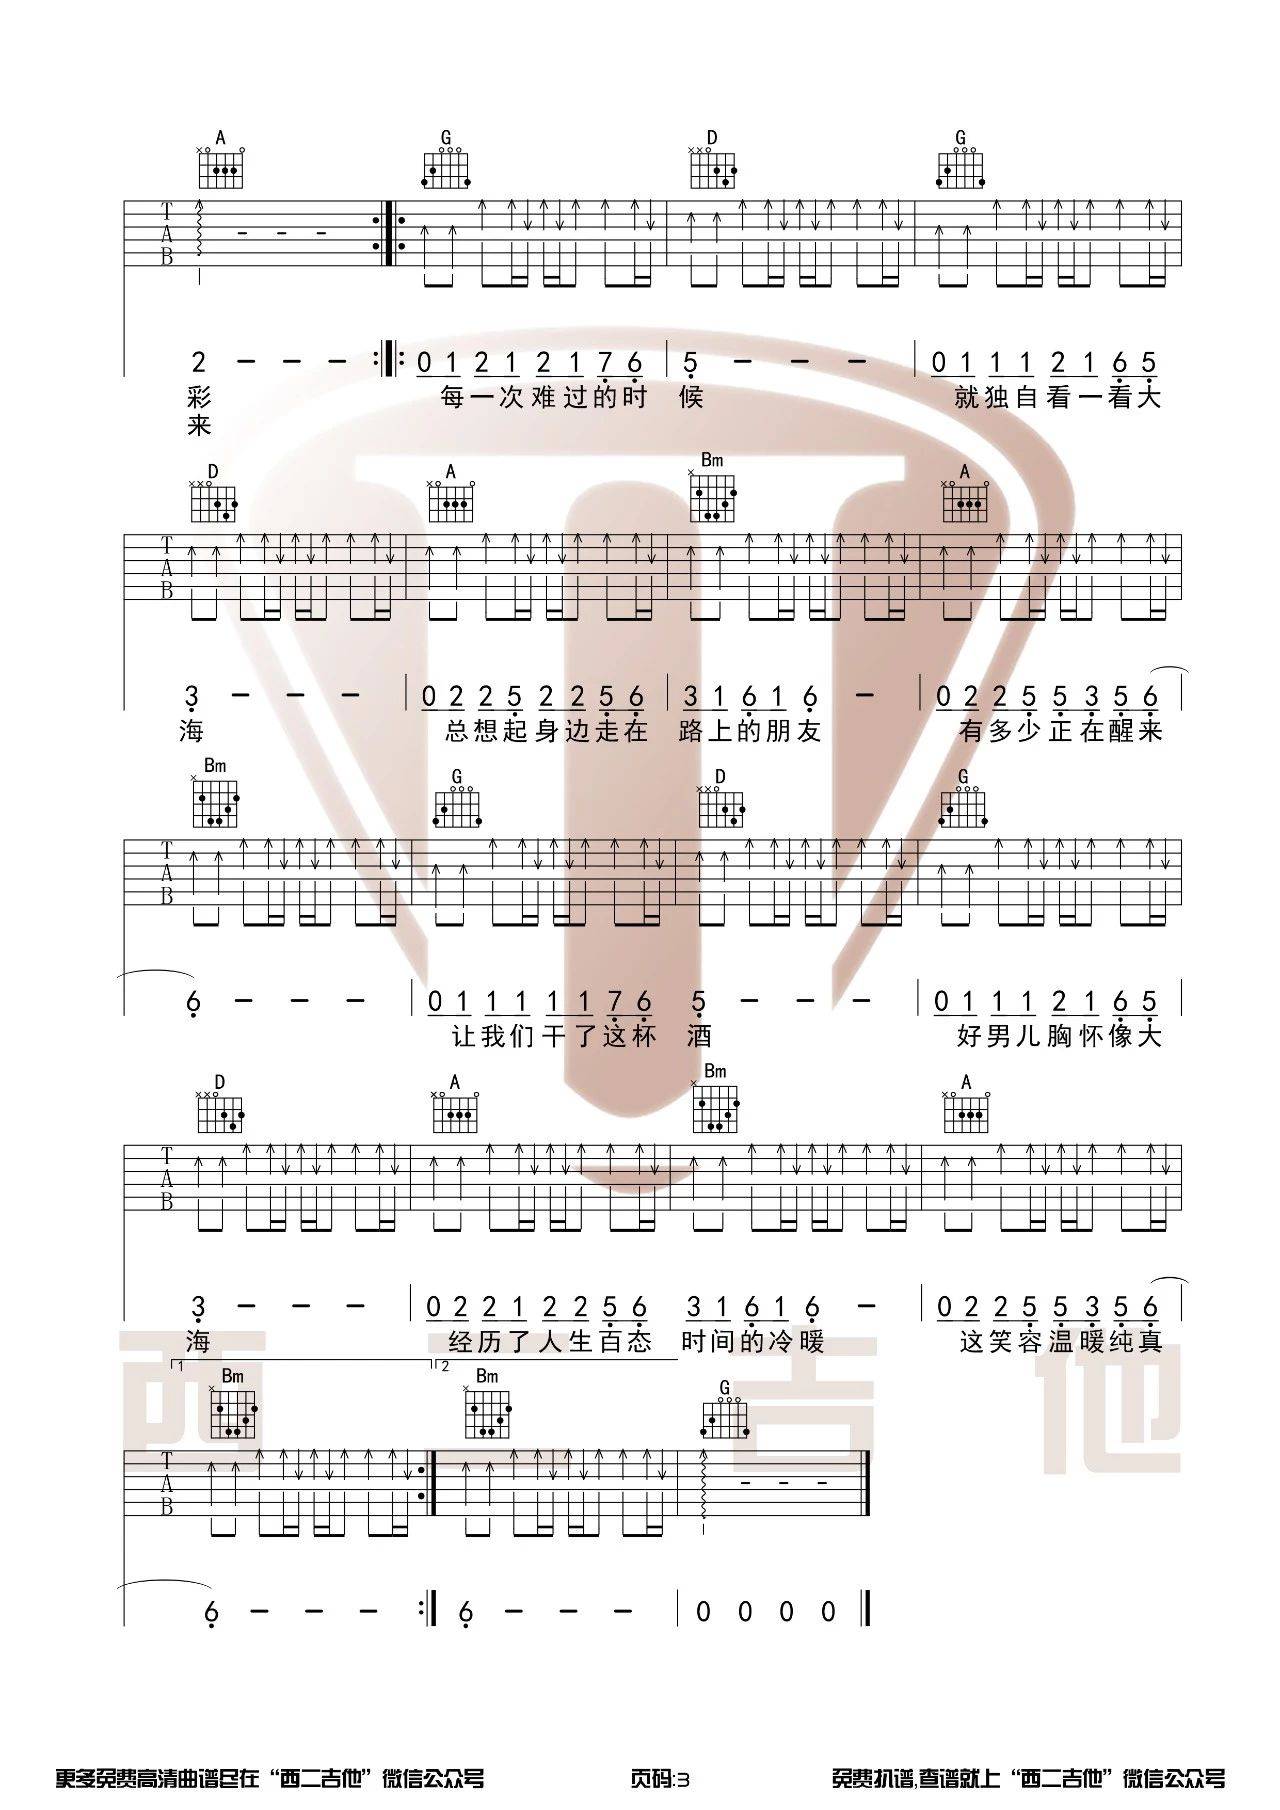 A G D G
T A B
2 - - - 0 1 2 1 2 1 7 6 5 - - - 0 1 1 1 2 1 6 5
彩 每一次难过的时 候 就独自看一看大
来
D A Bm A
T A B
3 - - - 0 2 2 5 2 2 5 6 3 1 6 1 6 - 0 2 2 5 5 3 5 6
海 总想起身边走在 路上的朋友 有多少正在醒来
Bm G D G
T A B
6 - - - 0 1 1 1 1 1 7 6 5 - - - 0 1 1 1 2 1 6 5
让我们干了这杯 酒 好男儿胸怀像大
D A Bm A
T A B
3 - - - 0 2 2 1 2 2 5 6 3 1 6 1 6 - 0 2 2 5 5 3 5 6
海 经历了人生百态 时间的冷暖 这笑容温暖纯真
西二吉他
1 2
Bm Bm G
T A B
6 - - - 6 - - - 0 0 0 0
更多免费高清曲谱尽在“西二吉他”微信公众号 页码:3 免费扒谱,查谱就上“西二吉他”微信公众号